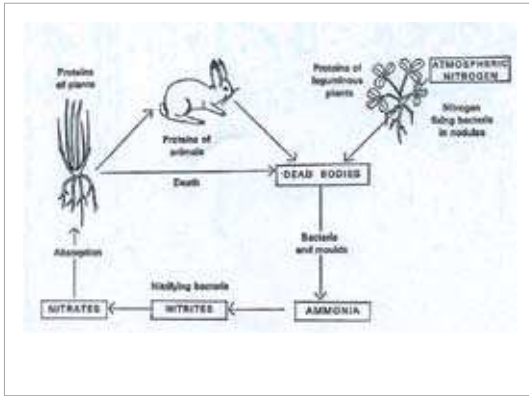 Proteins
of plants
Proteins of
animals
Proteins of
leguminous
plants
ATMOSPHERIC
NITROGEN
Nitrogen
fixing bacteria
in nodules
Death
DEAD BODIES
Bacteria
and moulds
Absorption
Nitrifying bacteria
NITRATES
NITRITES
AMMONIA